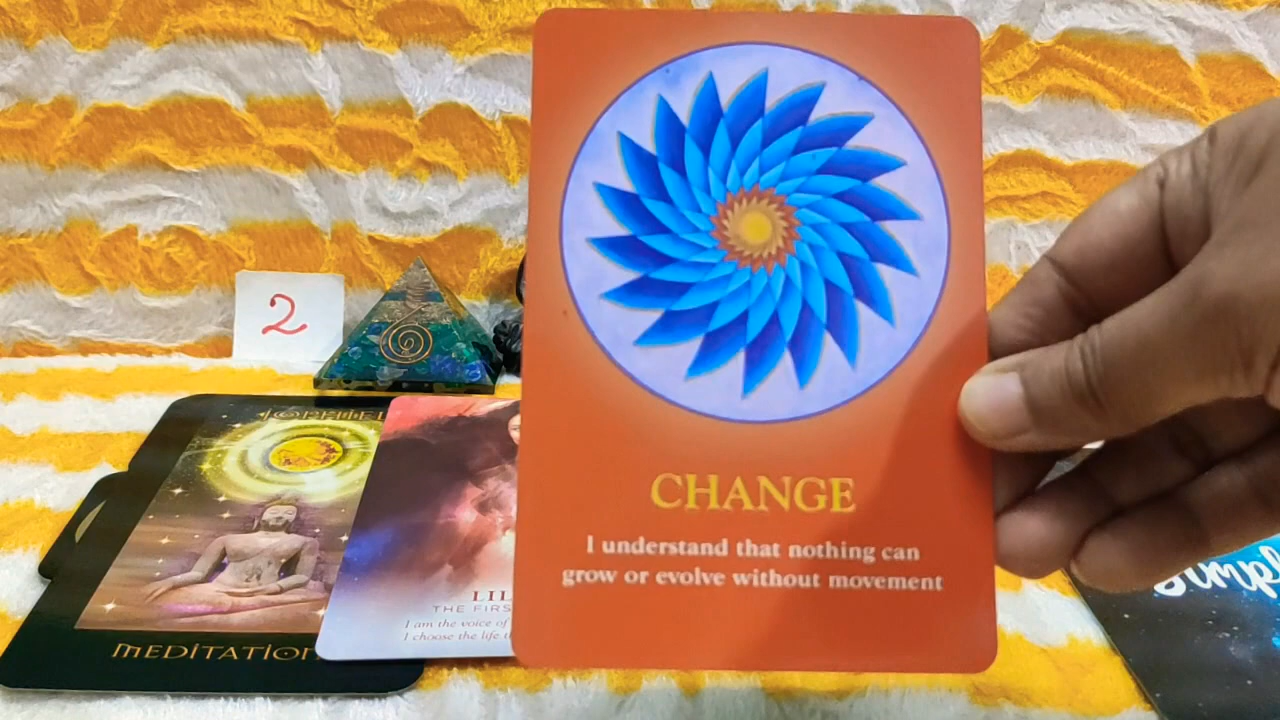 2
CHANGE
I understand that nothing can
grow or evolve without movement
MEDITATION
THE FIRS
I am the voice of
I choose the life